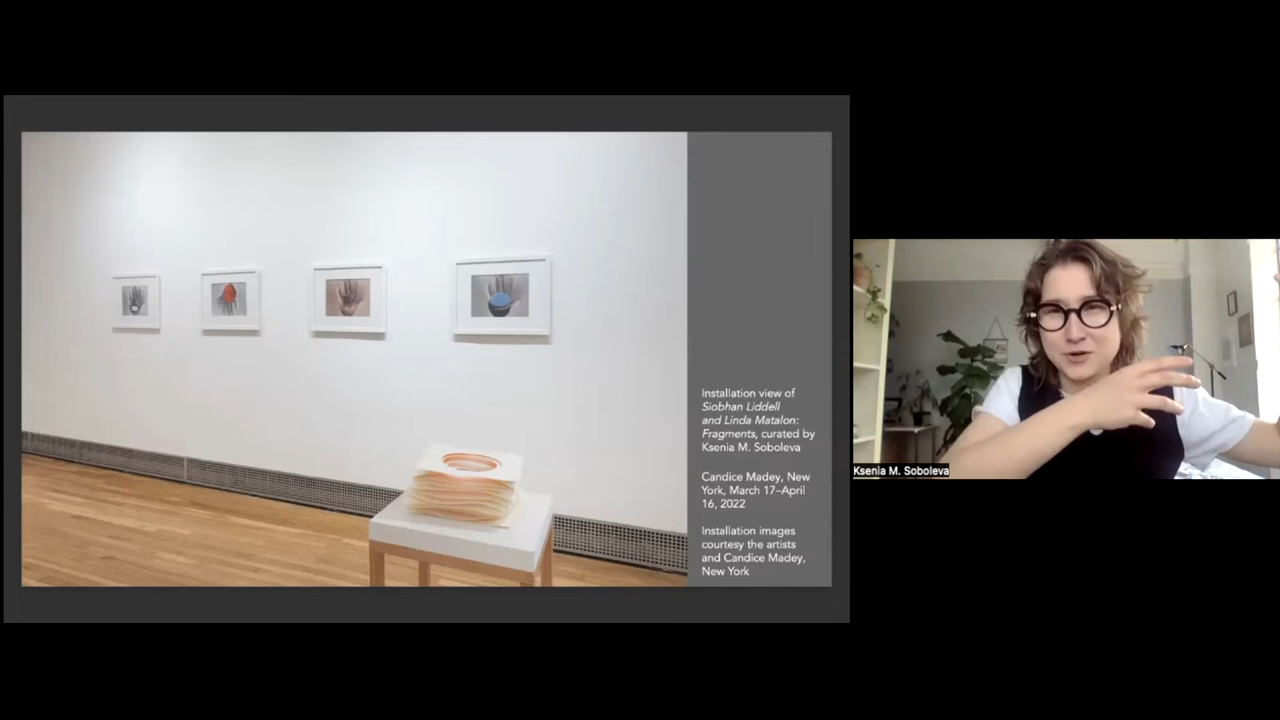 Installation view of
Siobhan Liddell
and Linda Matalon:
Fragments, curated by
Ksenia M. Soboleva
Candice Madey, New
York, March 17–April
16, 2022
Installation images
courtesy the artists
and Candice Madey,
New York
Ksenia M. Soboleva